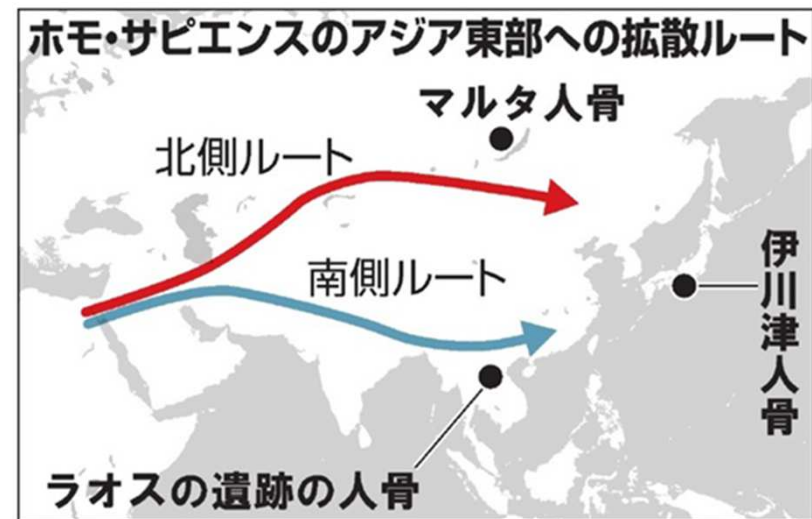 ホモ・サピエンスのアジア東部への拡散ルート
マルタ人骨
北側ルート
南側ルート
伊川津人骨
ラオスの遺跡の人骨